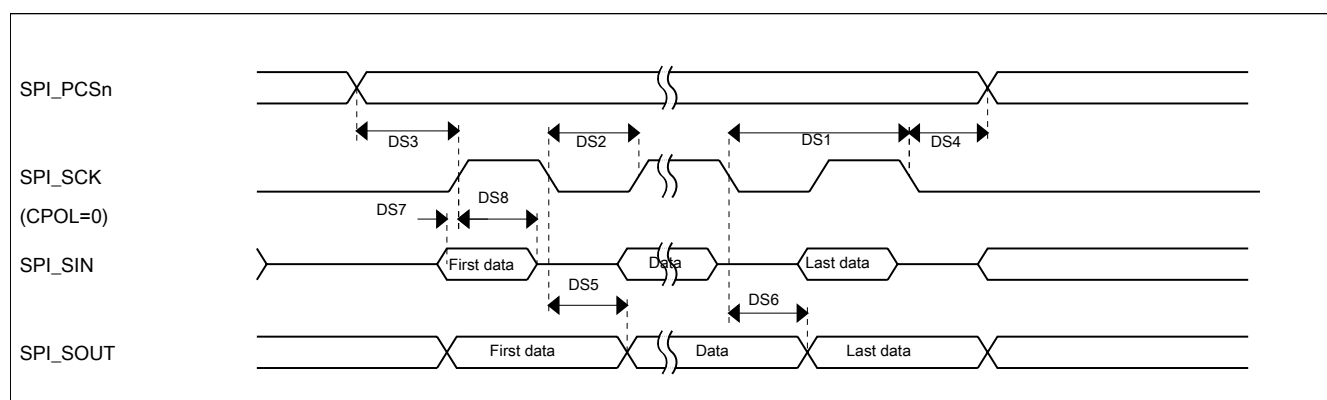 SPI_PCSn
DS3
DS2
DS1
DS4
SPI_SCK
(CPOL=0)
DS7
DS8
SPI_SIN
First data
Data
Last data
DS5
DS6
SPI_SOUT
First data
Data
Last data